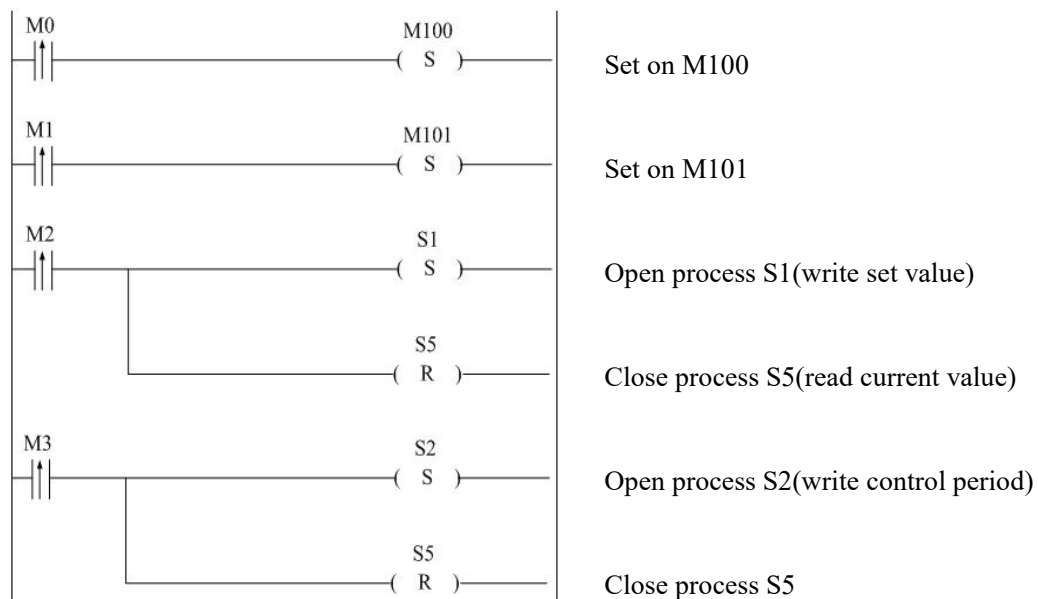 M0
M100
( S )
Set on M100
M1
M101
( S )
Set on M101
M2
S1
( S )
Open process S1(write set value)
S5
( R )
Close process S5(read current value)
M3
S2
( S )
Open process S2(write control period)
S5
( R )
Close process S5